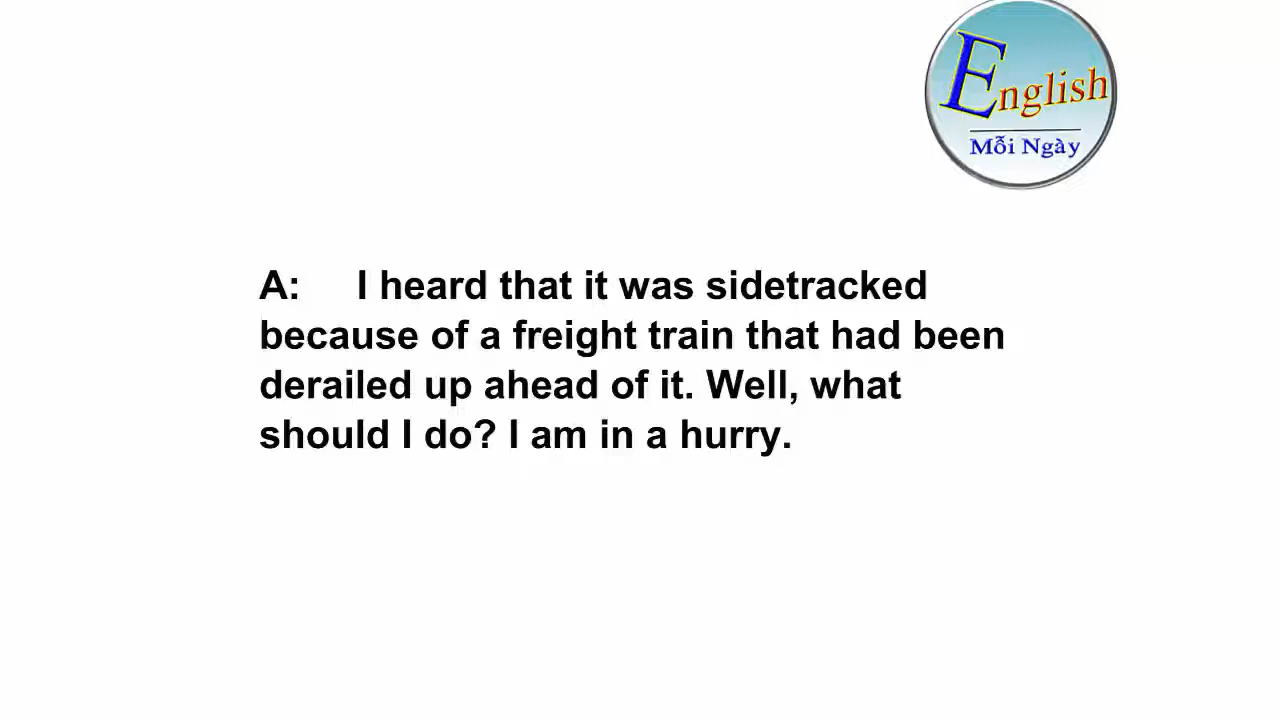 English
Mỗi Ngày
A: I heard that it was sidetracked
because of a freight train that had been
derailed up ahead of it. Well, what
should I do? I am in a hurry.